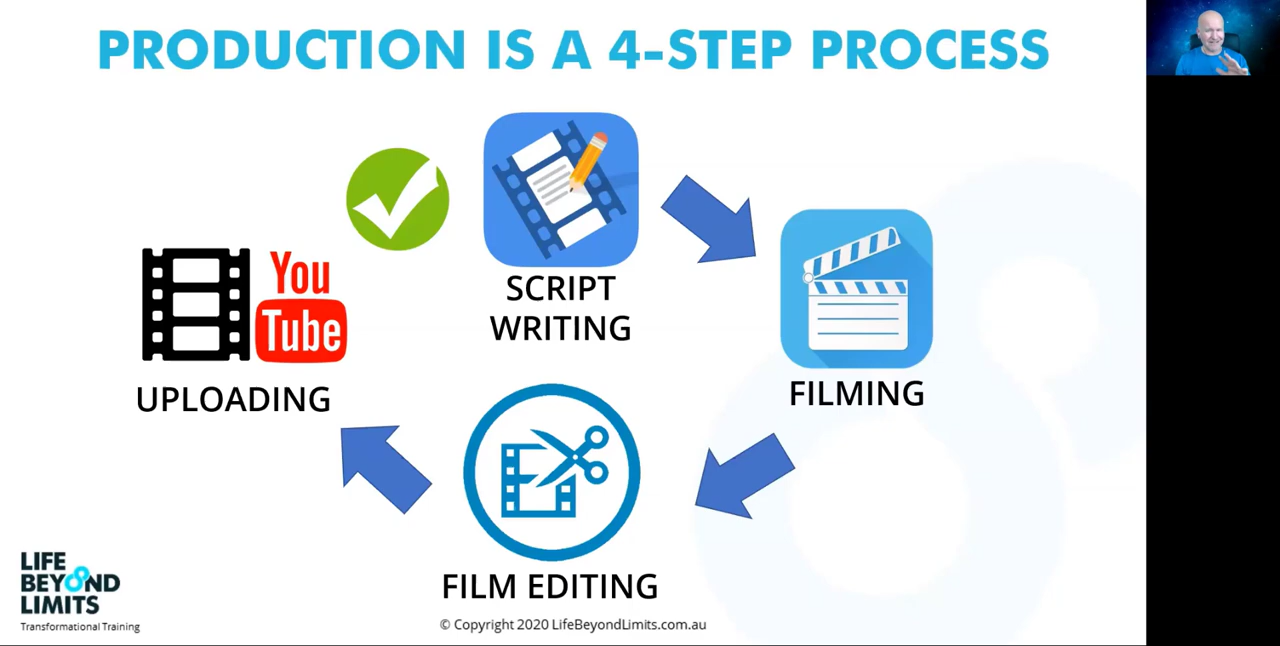 PRODUCTION IS A 4-STEP PROCESS
SCRIPT
WRITING
FILMING
FILM EDITING
You
Tube
UPLOADING
LIFE
BEYOND
LIMITS
Transformational Training
© Copyright 2020 LifeBeyondLimits.com.au